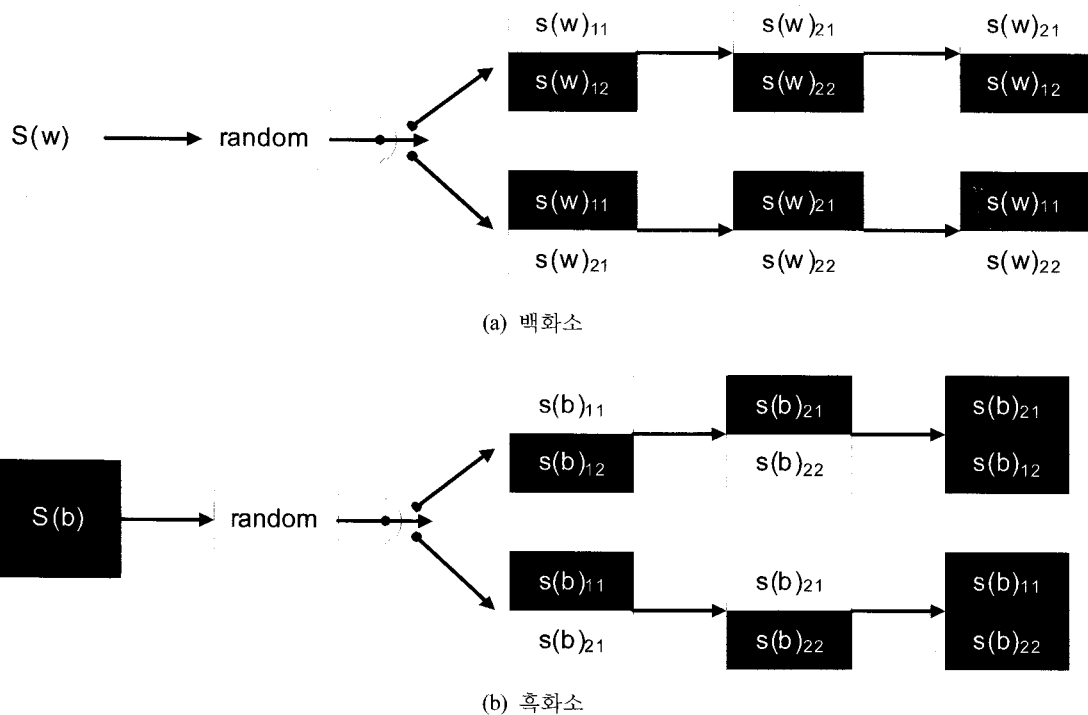 s(w)₁₁ s(w)₂₁ s(w)₂₁
s(w)₁₂ s(w)₂₂ s(w)₁₂
S(w) random
s(w)₁₁ s(w)₂₁ s(w)₁₁
s(w)₂₁ s(w)₂₂ s(w)₂₂
(a) 백화소
s(b)₁₁ s(b)₂₁ s(b)₂₁
s(b)₁₂ s(b)₂₂ s(b)₁₂
S(b) random
s(b)₁₁ s(b)₂₁ s(b)₁₁
s(b)₂₁ s(b)₂₂ s(b)₂₂
(b) 흑화소